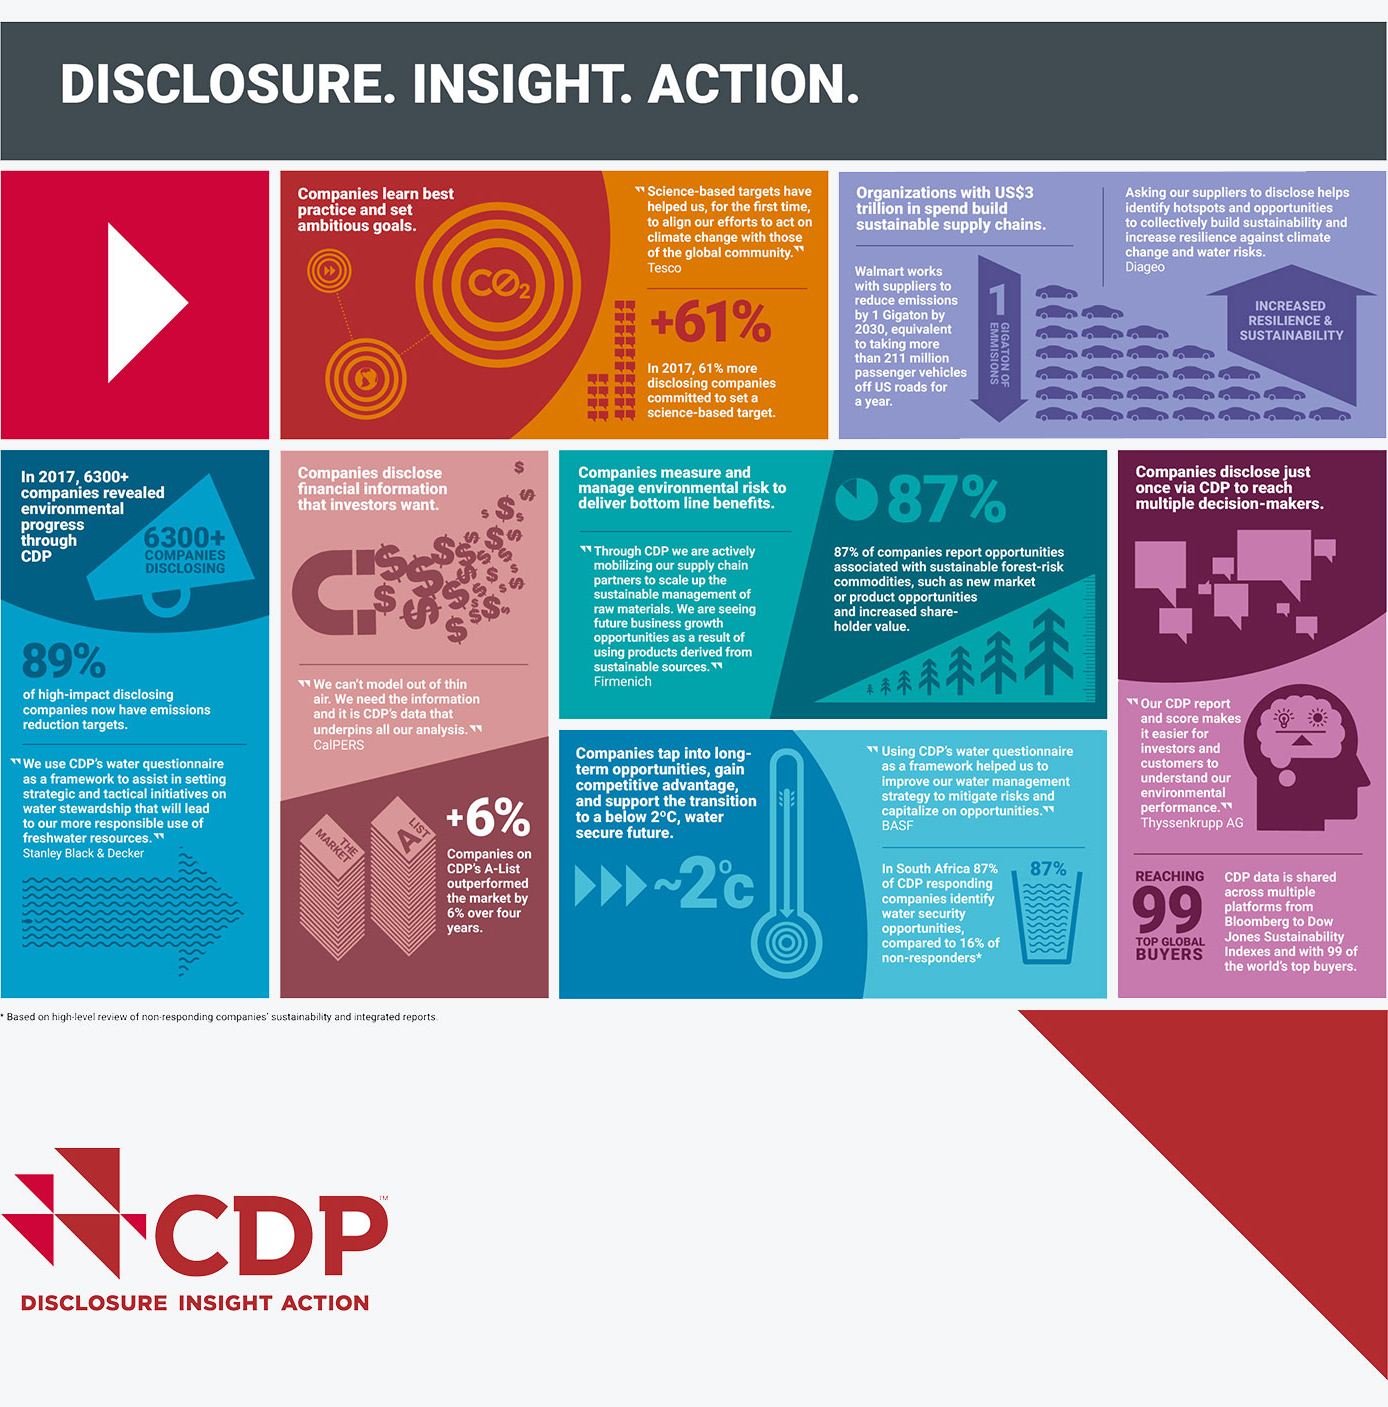 DISCLOSURE. INSIGHT. ACTION.
Companies learn best
practice and set
ambitious goals.
CO2
" Science-based targets have
helped us, for the first time,
to align our efforts to act on
climate change with those
of the global community."
Tesco
+61%
In 2017, 61% more
disclosing companies
committed to set a
science-based target.
Organizations with US$3
trillion in spend build
sustainable supply chains.
Walmart works
with suppliers to
reduce emissions
by 1 Gigaton by
2030, equivalent
to taking more
than 211 million
passenger vehicles
off US roads for
a year.
1
GIGATON OF
EMMISIONS
Asking our suppliers to disclose helps
identify hotspots and opportunities
to collectively build sustainability and
increase resilience against climate
change and water risks.
Diageo
INCREASED
RESILIENCE &
SUSTAINABILITY
In 2017, 6300+
companies revealed
environmental
progress
through
CDP
6300+
COMPANIES
DISCLOSING
89%
of high-impact disclosing
companies now have emissions
reduction targets.
" We use CDP's water questionnaire
as a framework to assist in setting
strategic and tactical initiatives on
water stewardship that will lead
to our more responsible use of
freshwater resources."
Stanley Black & Decker
Companies disclose
financial information
that investors want.
" We can't model out of thin
air. We need the information
and it is CDP's data that
underpins all our analysis."
CalPERS
THE
MARKET
A
LIST
+6%
Companies on
CDP's A-List
outperformed
the market by
6% over four
years.
Companies measure and
manage environmental risk to
deliver bottom line benefits.
" Through CDP we are actively
mobilizing our supply chain
partners to scale up the
sustainable management of
raw materials. We are seeing
future business growth
opportunities as a result of
using products derived from
sustainable sources."
Firmenich
87%
87% of companies report opportunities
associated with sustainable forest-risk
commodities, such as new market
or product opportunities
and increased share-
holder value.
Companies tap into long-
term opportunities, gain
competitive advantage,
and support the transition
to a below 2ºC, water
secure future.
~2°c
" Using CDP's water questionnaire
as a framework helped us to
improve our water management
strategy to mitigate risks and
capitalize on opportunities."
BASF
In South Africa 87%
of CDP responding
companies identify
water security
opportunities,
compared to 16% of
non-responders*
87%
Companies disclose just
once via CDP to reach
multiple decision-makers.
" Our CDP report
and score makes
it easier for
investors and
customers to
understand our
environmental
performance."
Thyssenkrupp AG
REACHING
99
TOP GLOBAL
BUYERS
CDP data is shared
across multiple
platforms from
Bloomberg to Dow
Jones Sustainability
Indexes and with 99 of
the world's top buyers.
* Based on high-level review of non-responding companies' sustainability and integrated reports.
CDP™
DISCLOSURE INSIGHT ACTION